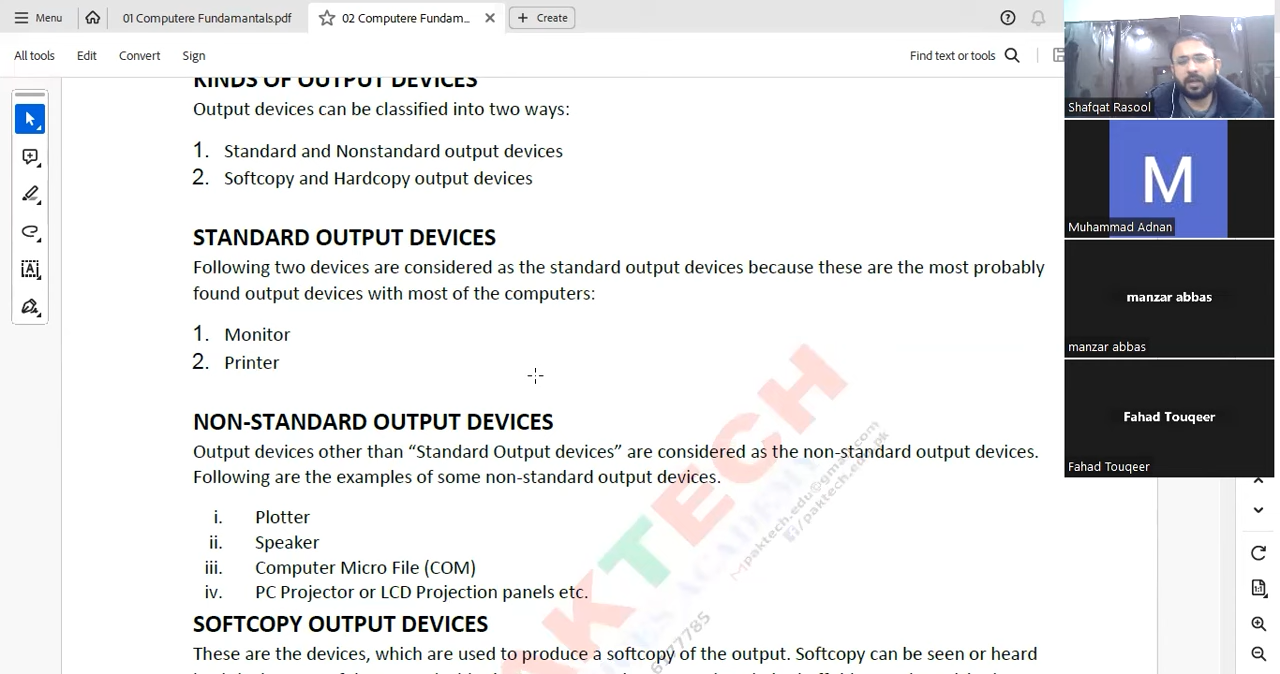 Menu
01 Computere Fundamantals.pdf
02 Computere Fundam...
Create
All tools
Edit
Convert
Sign
Find text or tools
KINDS OF OUTPUT DEVICES
Output devices can be classified into two ways:
1. Standard and Nonstandard output devices
2. Softcopy and Hardcopy output devices
STANDARD OUTPUT DEVICES
Following two devices are considered as the standard output devices because these are the most probably
found output devices with most of the computers:
1. Monitor
2. Printer
NON-STANDARD OUTPUT DEVICES
Output devices other than “Standard Output devices” are considered as the non-standard output devices.
Following are the examples of some non-standard output devices.
i. Plotter
ii. Speaker
iii. Computer Micro File (COM)
iv. PC Projector or LCD Projection panels etc.
SOFTCOPY OUTPUT DEVICES
These are the devices, which are used to produce a softcopy of the output. Softcopy can be seen or heard
AKTECH
paktech.edu@gmail.com
/paktech.edu.pk
Shafqat Rasool
M
Muhammad Adnan
manzar abbas
manzar abbas
Fahad Touqeer
Fahad Touqeer